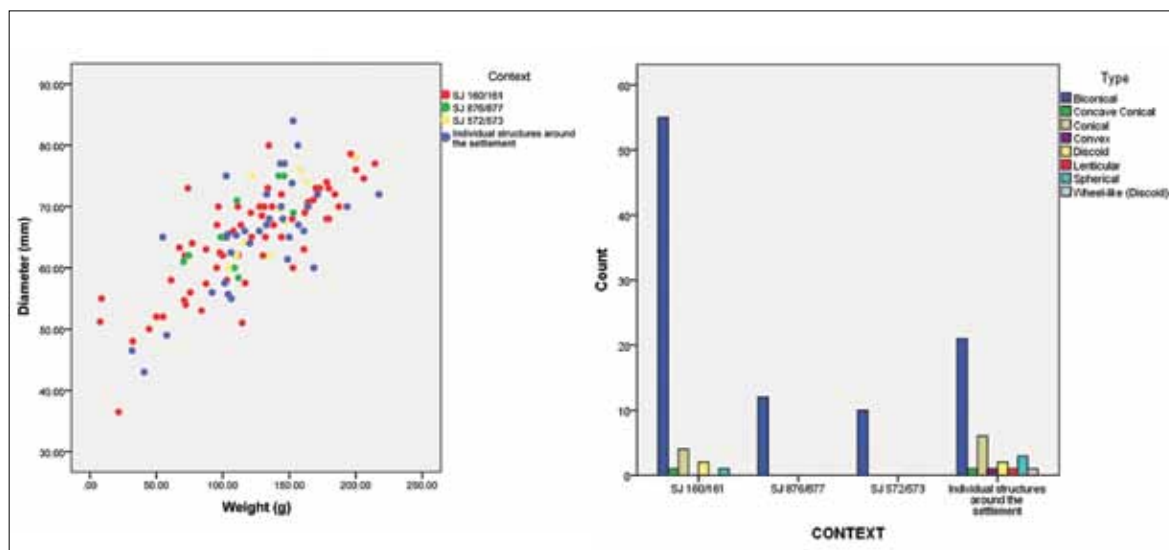 Context
SJ 160/161
SJ 876/877
SJ 572/573
Individual structures around
the settlement
90.00
80.00
70.00
60.00
50.00
40.00
30.00
Diameter (mm)
.00
50.00
100.00
150.00
200.00
250.00
Weight (g)
Type
Biconical
Concave Conical
Conical
Convex
Discoid
Lenticular
Spherical
Wheel-like (Discoid)
60
50
40
30
20
10
0
Count
SJ 160/161
SJ 876/877
SJ 572/573
Individual structures
around the
settlement
CONTEXT